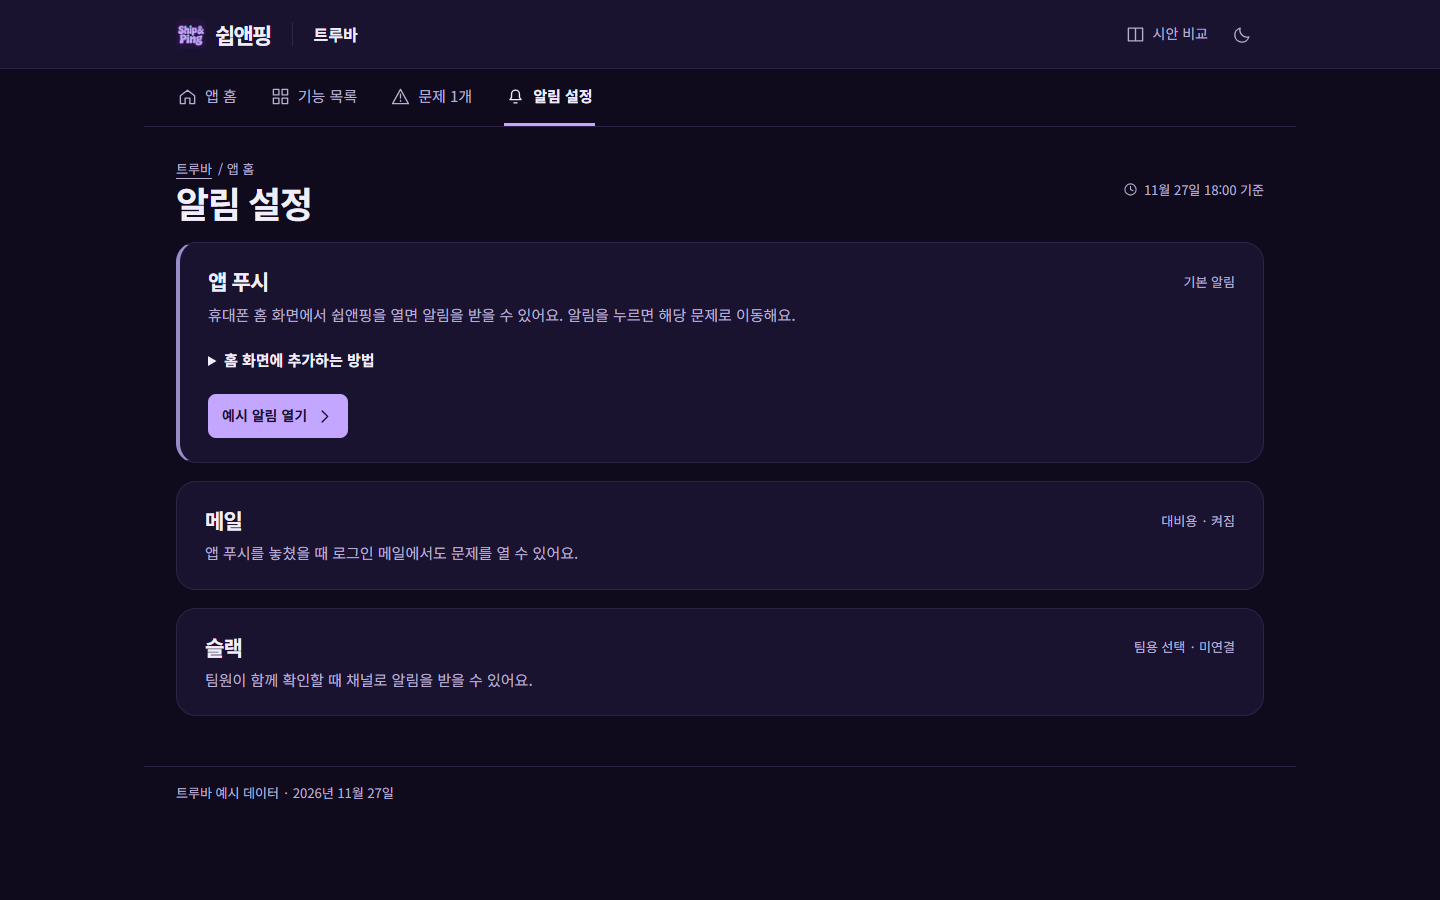 Ship&
Ping
쉽앤핑
트루바
시안 비교
앱 홈
기능 목록
문제 1개
알림 설정
트루바 / 앱 홈
알림 설정
11월 27일 18:00 기준
앱 푸시
기본 알림
휴대폰 홈 화면에서 쉽앤핑을 열면 알림을 받을 수 있어요. 알림을 누르면 해당 문제로 이동해요.
홈 화면에 추가하는 방법
예시 알림 열기
메일
대비용 · 켜짐
앱 푸시를 놓쳤을 때 로그인 메일에서도 문제를 열 수 있어요.
슬랙
팀용 선택 · 미연결
팀원이 함께 확인할 때 채널로 알림을 받을 수 있어요.
트루바 예시 데이터 · 2026년 11월 27일